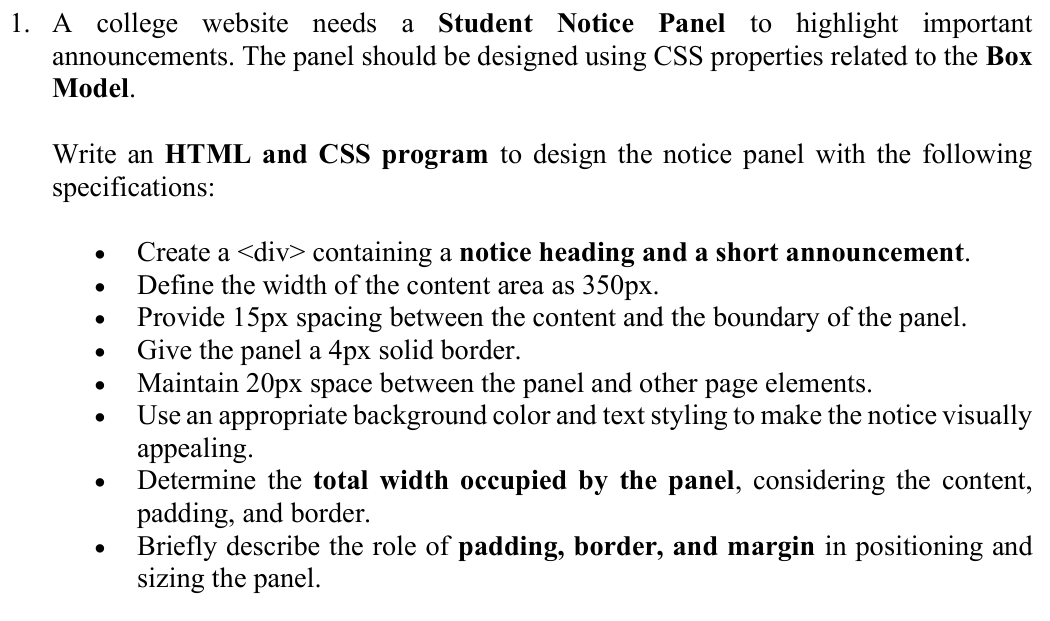 1. A college website needs a Student Notice Panel to highlight important
announcements. The panel should be designed using CSS properties related to the Box
Model.
Write an HTML and CSS program to design the notice panel with the following
specifications:
• Create a <div> containing a notice heading and a short announcement.
• Define the width of the content area as 350px.
• Provide 15px spacing between the content and the boundary of the panel.
• Give the panel a 4px solid border.
• Maintain 20px space between the panel and other page elements.
• Use an appropriate background color and text styling to make the notice visually
appealing.
• Determine the total width occupied by the panel, considering the content,
padding, and border.
• Briefly describe the role of padding, border, and margin in positioning and
sizing the panel.